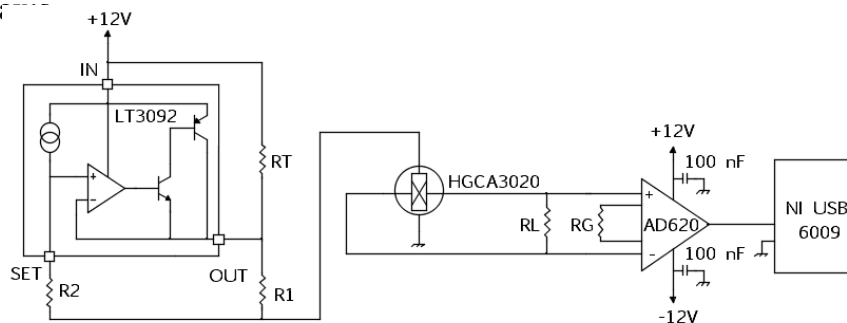 +12V
IN
LT3092
RT
SET
OUT
R2
R1
HGCA3020
RL
RG
+12V
100 nF
+
AD620
-
100 nF
-12V
NI USB
6009
+
-